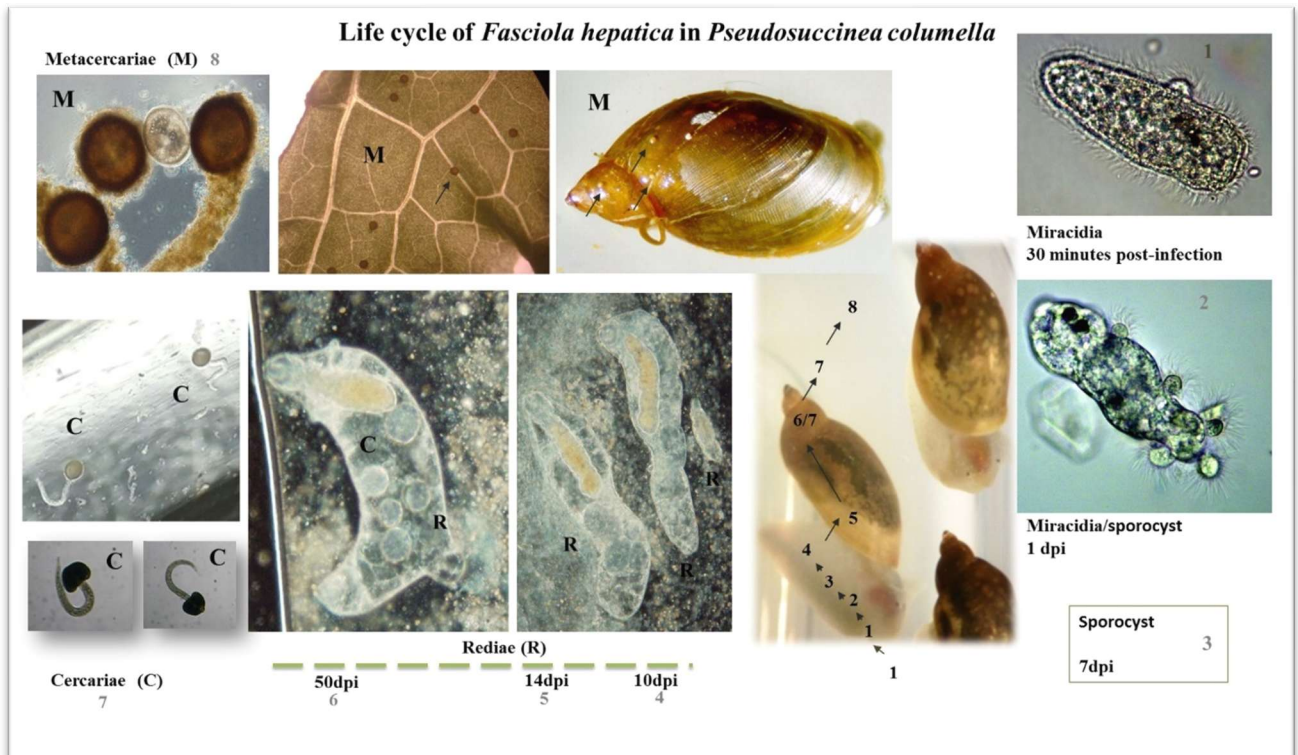 Life cycle of Fasciola hepatica in Pseudosuccinea columella
Metacercariae (M) 8
M
M
M
1
Miracidia
30 minutes post-infection
2
Miracidia/sporocyst
1 dpi
Sporocyst
3
7dpi
C
C
C
C
Cercariae (C)
7
C
R
R
R
R
Rediae (R)
50dpi
14dpi
10dpi
6
5
4
8
7
6/7
5
4
3
2
1
1